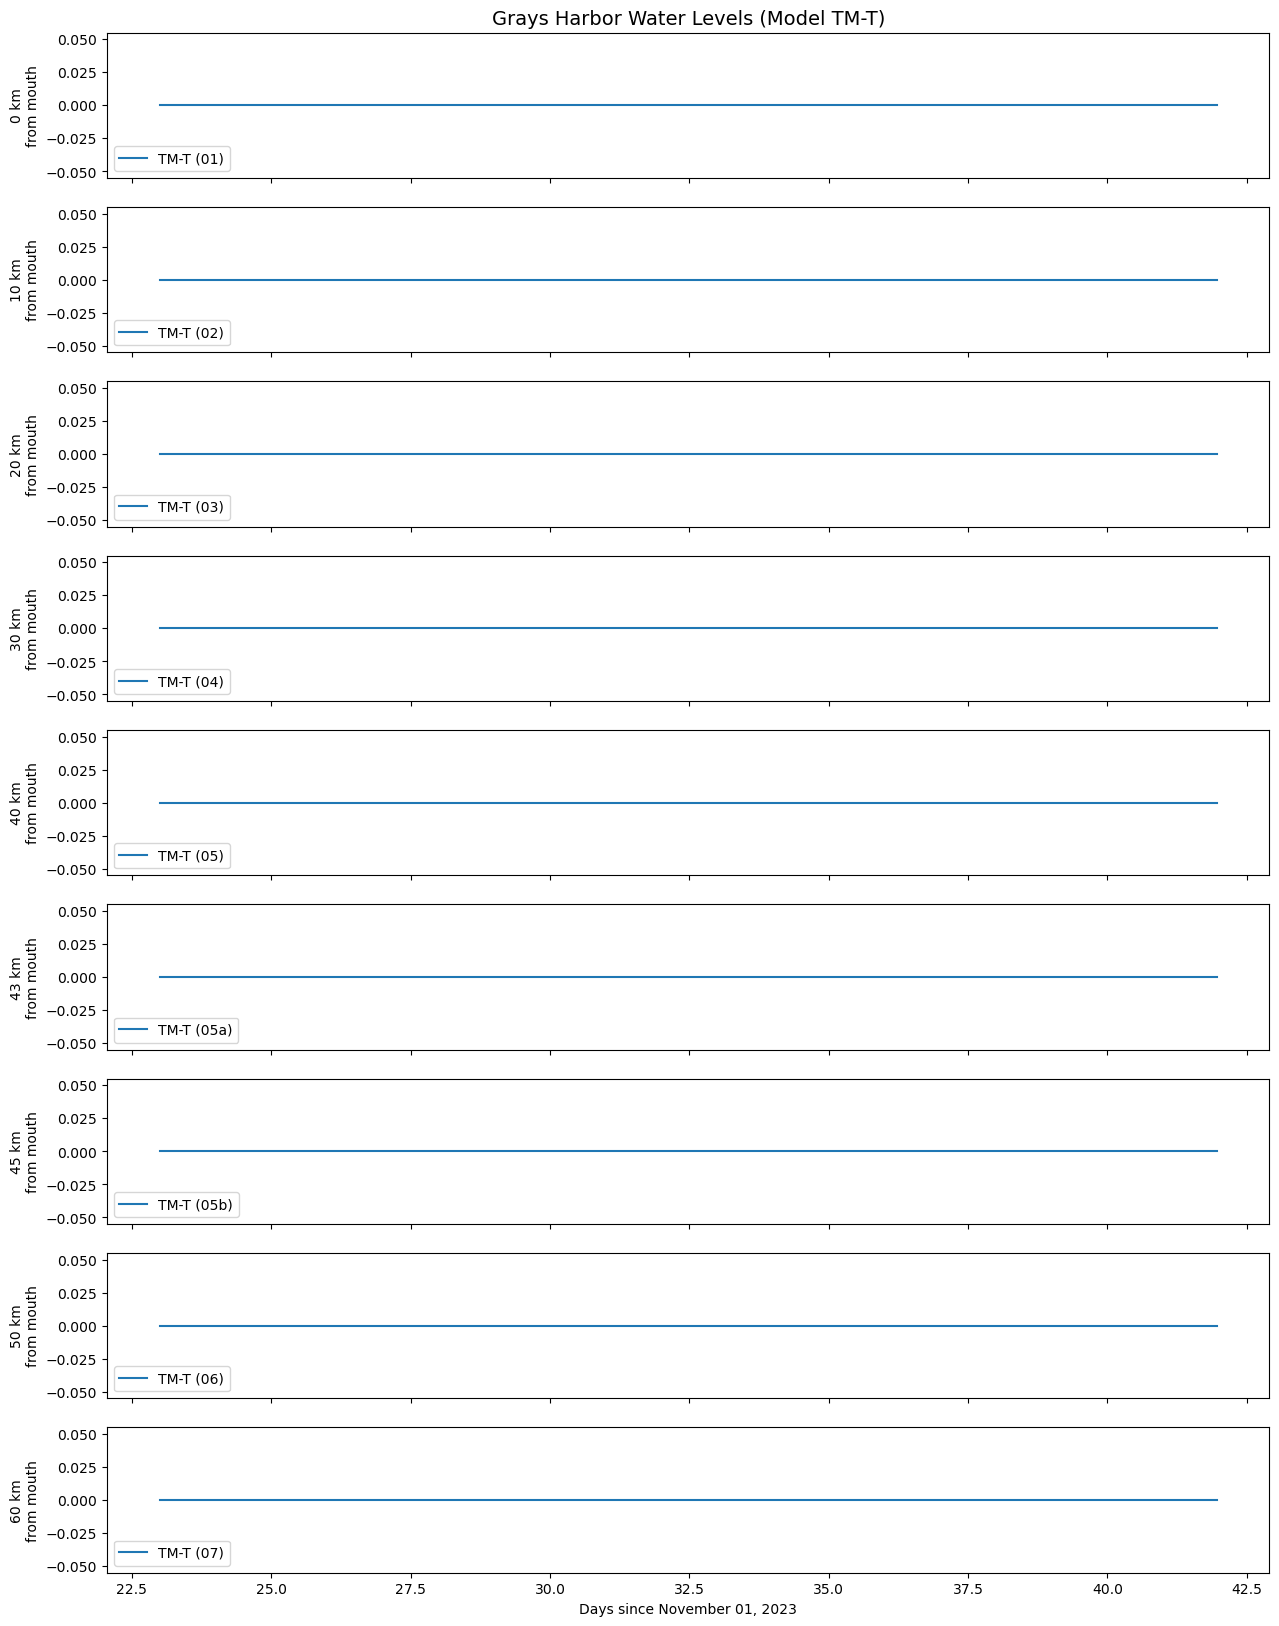 Grays Harbor Water Levels (Model TM-T)
0 km
from mouth
0.050
0.025
0.000
−0.025
−0.050
TM-T (01)
10 km
from mouth
0.050
0.025
0.000
−0.025
−0.050
TM-T (02)
20 km
from mouth
0.050
0.025
0.000
−0.025
−0.050
TM-T (03)
30 km
from mouth
0.050
0.025
0.000
−0.025
−0.050
TM-T (04)
40 km
from mouth
0.050
0.025
0.000
−0.025
−0.050
TM-T (05)
43 km
from mouth
0.050
0.025
0.000
−0.025
−0.050
TM-T (05a)
45 km
from mouth
0.050
0.025
0.000
−0.025
−0.050
TM-T (05b)
50 km
from mouth
0.050
0.025
0.000
−0.025
−0.050
TM-T (06)
60 km
from mouth
0.050
0.025
0.000
−0.025
−0.050
TM-T (07)
22.5 25.0 27.5 30.0 32.5 35.0 37.5 40.0 42.5
Days since November 01, 2023